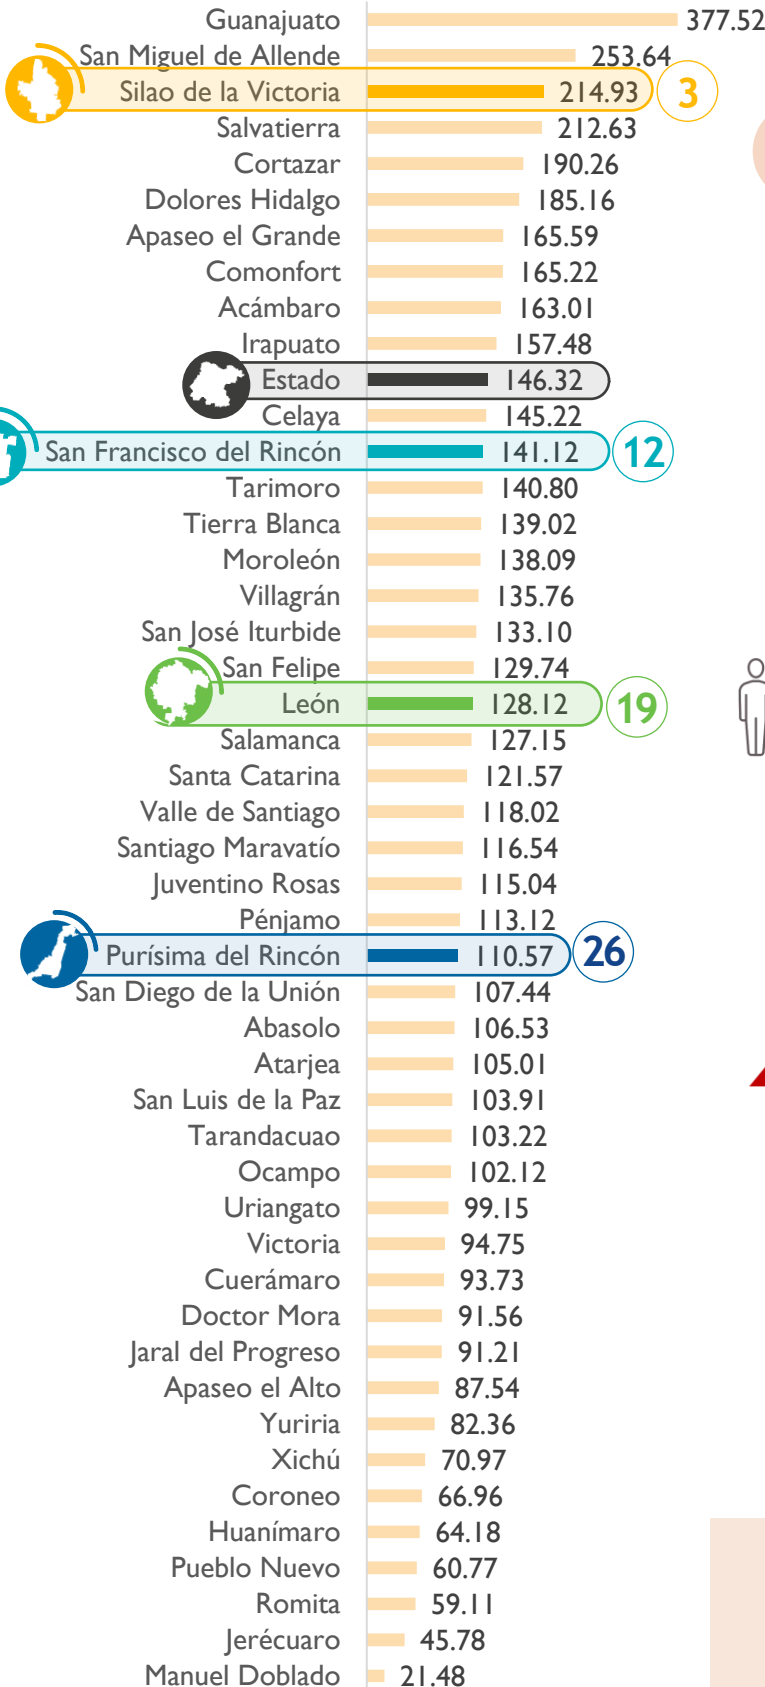 Guanajuato 377.52
San Miguel de Allende 253.64
Silao de la Victoria 214.93 3
Salvatierra 212.63
Cortazar 190.26
Dolores Hidalgo 185.16
Apaseo el Grande 165.59
Comonfort 165.22
Acámbaro 163.01
Irapuato 157.48
Estado 146.32
Celaya 145.22
San Francisco del Rincón 141.12 12
Tarimoro 140.80
Tierra Blanca 139.02
Moroleón 138.09
Villagrán 135.76
San José Iturbide 133.10
San Felipe 129.74
León 128.12 19
Salamanca 127.15
Santa Catarina 121.57
Valle de Santiago 118.02
Santiago Maravatío 116.54
Juventino Rosas 115.04
Pénjamo 113.12
Purísima del Rincón 110.57 26
San Diego de la Unión 107.44
Abasolo 106.53
Atarjea 105.01
San Luis de la Paz 103.91
Tarandacuao 103.22
Ocampo 102.12
Uriangato 99.15
Victoria 94.75
Cuerámaro 93.73
Doctor Mora 91.56
Jaral del Progreso 91.21
Apaseo el Alto 87.54
Yuriria 82.36
Xichú 70.97
Coroneo 66.96
Huanímaro 64.18
Pueblo Nuevo 60.77
Romita 59.11
Jerécuaro 45.78
Manuel Doblado 21.48